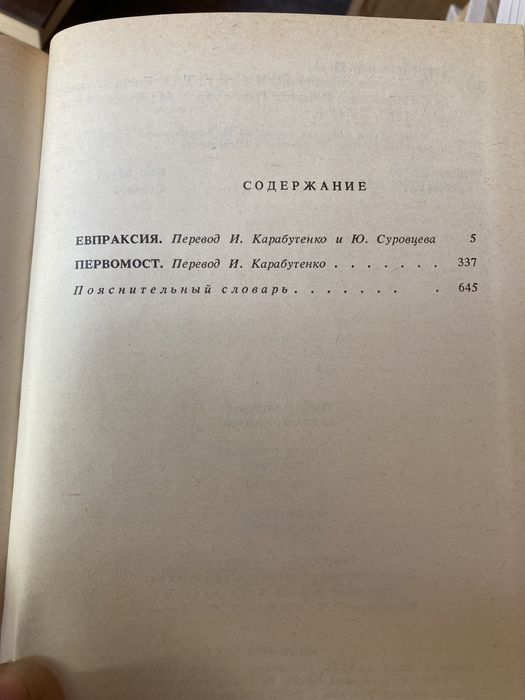 СОДЕРЖАНИЕ
ЕВПРАКСИЯ. Перевод И. Карабутенко и Ю. Суровцева 5
ПЕРВОМОСТ. Перевод И. Карабутенко . . . . . . . 337
Пояснительный словарь . . . . . . . . 645